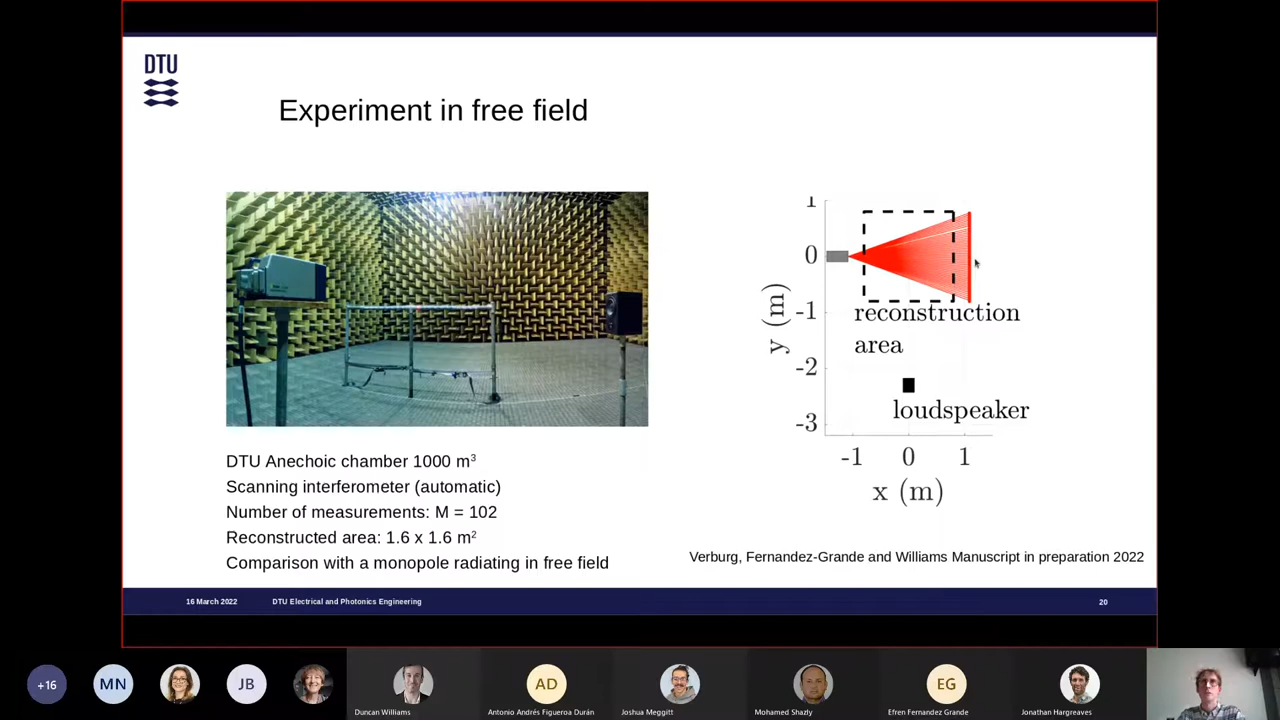 DTU
Experiment in free field
1
0
-1
-2
-3
y (m)
reconstruction
area
loudspeaker
-1 0 1
x (m)
DTU Anechoic chamber 1000 m³
Scanning interferometer (automatic)
Number of measurements: M = 102
Reconstructed area: 1.6 x 1.6 m²
Comparison with a monopole radiating in free field
Verburg, Fernandez-Grande and Williams Manuscript in preparation 2022
16 March 2022 DTU Electrical and Photonics Engineering 20
+16 MN JB AD EG
Duncan Williams Antonio Andrés Figueroa Durán Joshua Meggitt Mohamed Shazly Efren Fernandez Grande Jonathan Hargreaves